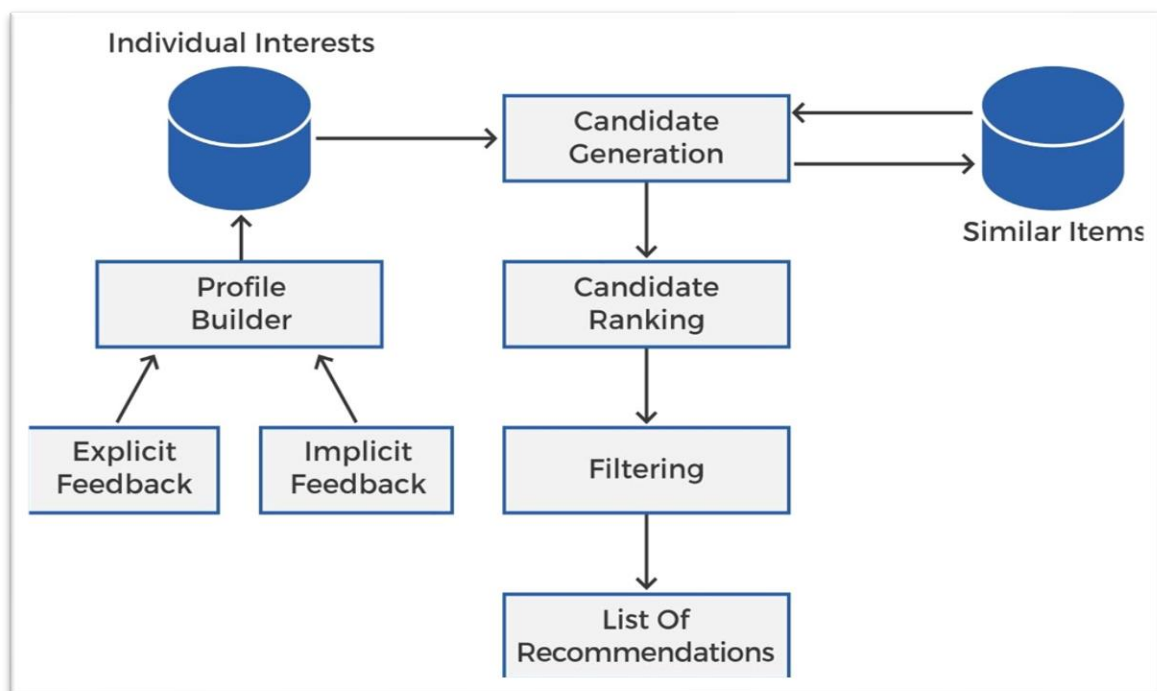 Individual Interests
Candidate
Generation
Similar Items
Profile
Builder
Candidate
Ranking
Explicit
Feedback
Implicit
Feedback
Filtering
List Of
Recommendations